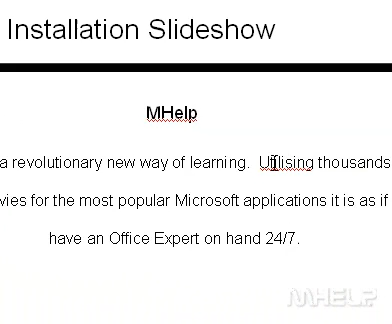 Installation Slideshow
MHelp
a revolutionary new way of learning. Utilising thousands
vies for the most popular Microsoft applications it is as if
have an Office Expert on hand 24/7.
MHELP